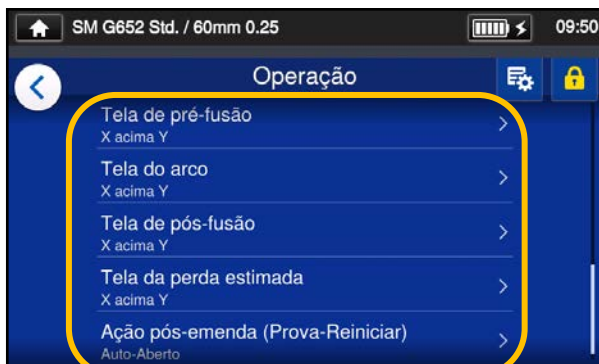 SM G652 Std. / 60mm 0.25
09:50
Operação
Tela de pré-fusão
X acima Y
Tela do arco
X acima Y
Tela de pós-fusão
X acima Y
Tela da perda estimada
X acima Y
Ação pós-emenda (Prova-Reiniciar)
Auto-Aberto